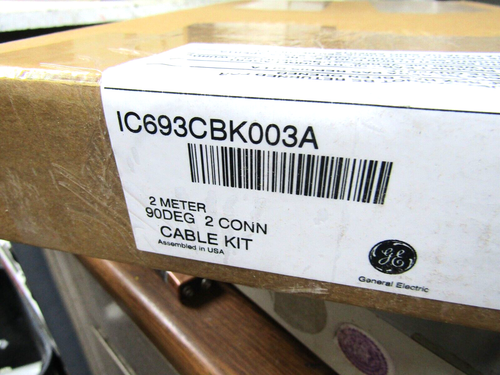 IC693CBK003A
2 METER
90DEG 2 CONN
CABLE KIT
Assembled in USA
GE
General Electric